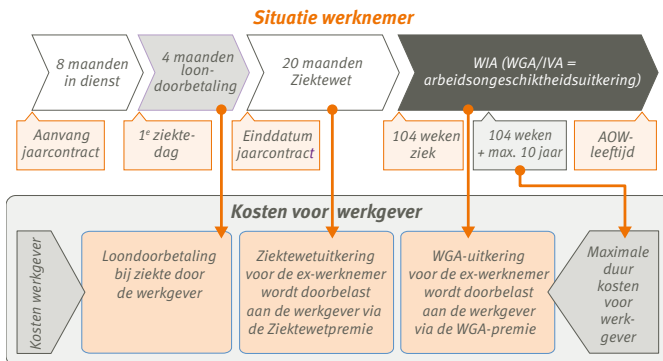 Situatie werknemer
8 maanden
in dienst
4 maanden
loon-
doorbetaling
20 maanden
Ziektewet
WIA (WGA/IVA =
arbeidsongeschiktheidsuitkering)
Aanvang
jaarcontract
1e ziekte-
dag
Einddatum
jaarcontract
104 weken
ziek
104 weken
+ max. 10 jaar
AOW-
leeftijd
Kosten voor werkgever
Kosten werkgever
Loondoorbetaling
bij ziekte door
de werkgever
Ziektewetuitkering
voor de ex-werknemer
wordt doorbelast
aan de werkgever via
de Ziektewetpremie
WGA-uitkering
voor de ex-werknemer
wordt doorbelast
aan de werkgever
via de WGA-premie
Maximale
duur
kosten
voor
werk-
gever